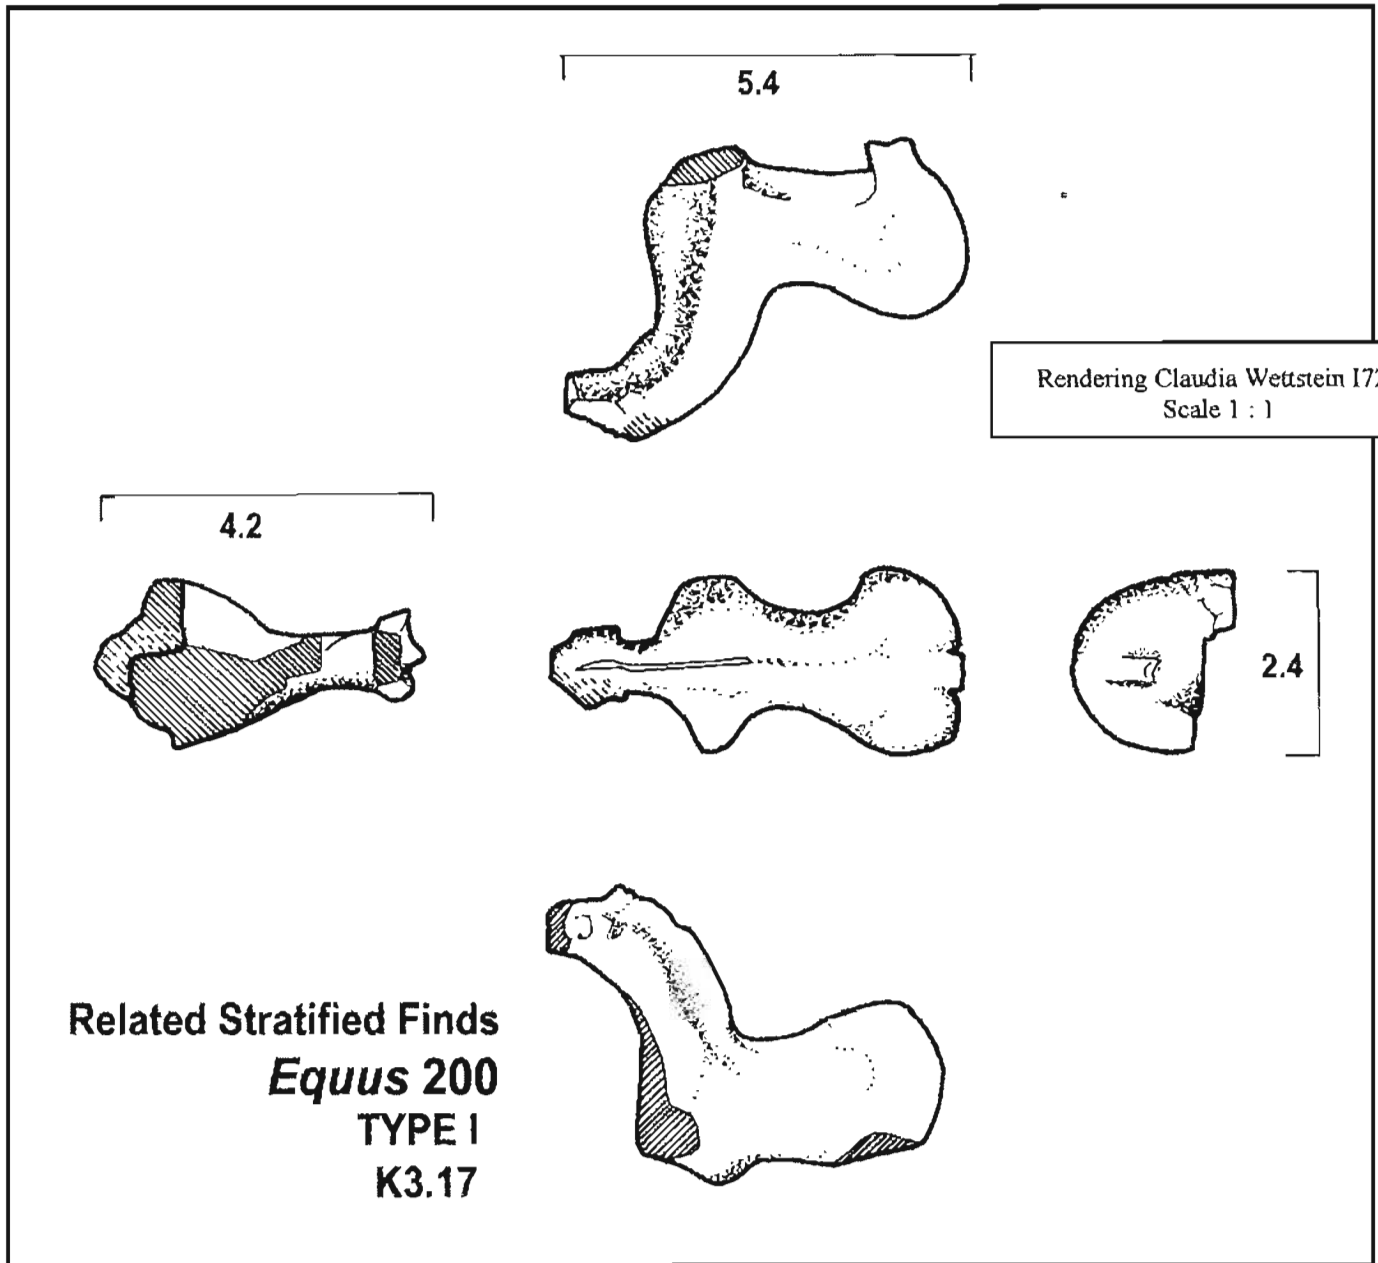 5.4
Rendering Claudia Wettstein
Scale 1 : 1
4.2
2.4
Related Stratified Finds
Equus 200
TYPE I
K3.17